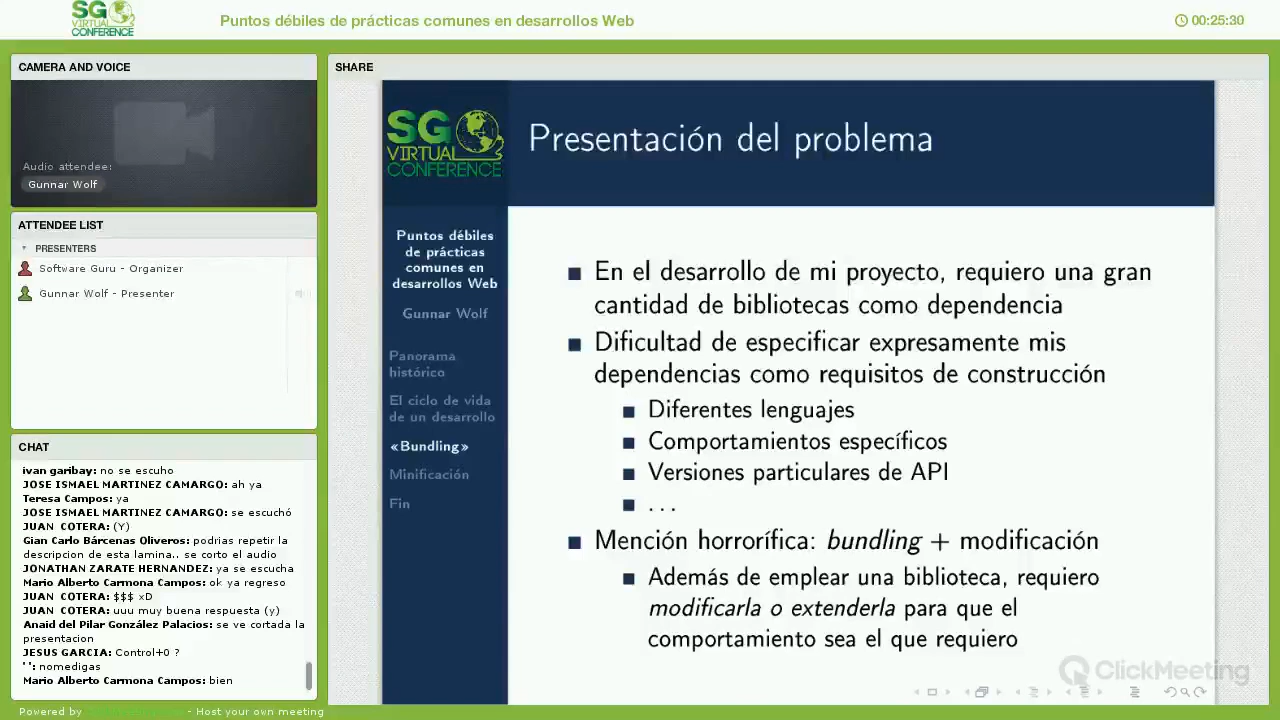 SG
VIRTUAL
CONFERENCE
Puntos débiles de prácticas comunes en desarrollos Web
00:25:30
CAMERA AND VOICE
Audio attendee:
Gunnar Wolf
ATTENDEE LIST
PRESENTERS
Software Guru - Organizer
Gunnar Wolf - Presenter
CHAT
ivan garibay: no se escuho
JOSE ISMAEL MARTINEZ CAMARGO: ah ya
Teresa Campos: ya
JOSE ISMAEL MARTINEZ CAMARGO: se escuchó
JUAN COTERA: (Y)
Gian Carlo Bárcenas Oliveros: podrias repetir la
descripcion de esta lamina.. se corto el audio
JONATHAN ZARATE HERNANDEZ: ya se escucha
Mario Alberto Carmona Campos: ok ya regreso
JUAN COTERA: $$$ xD
JUAN COTERA: uuu muy buena respuesta (y)
Anaid del Pilar González Palacios: se ve cortada la
presentacion
JESUS GARCIA: Control+0 ?
' ': nomedigas
Mario Alberto Carmona Campos: bien
Powered by
- Host your own meeting
SHARE
SG
VIRTUAL
CONFERENCE
Puntos débiles
de prácticas
comunes en
desarrollos Web
Gunnar Wolf
Panorama
histórico
El ciclo de vida
de un desarrollo
«Bundling»
Minificación
Fin
Presentación del problema
En el desarrollo de mi proyecto, requiero una gran
cantidad de bibliotecas como dependencia
Dificultad de especificar expresamente mis
dependencias como requisitos de construcción
Diferentes lenguajes
Comportamientos específicos
Versiones particulares de API
...
Mención horrorífica: bundling + modificación
Además de emplear una biblioteca, requiero
modificarla o extenderla para que el
comportamiento sea el que requiero
ClickMeeting